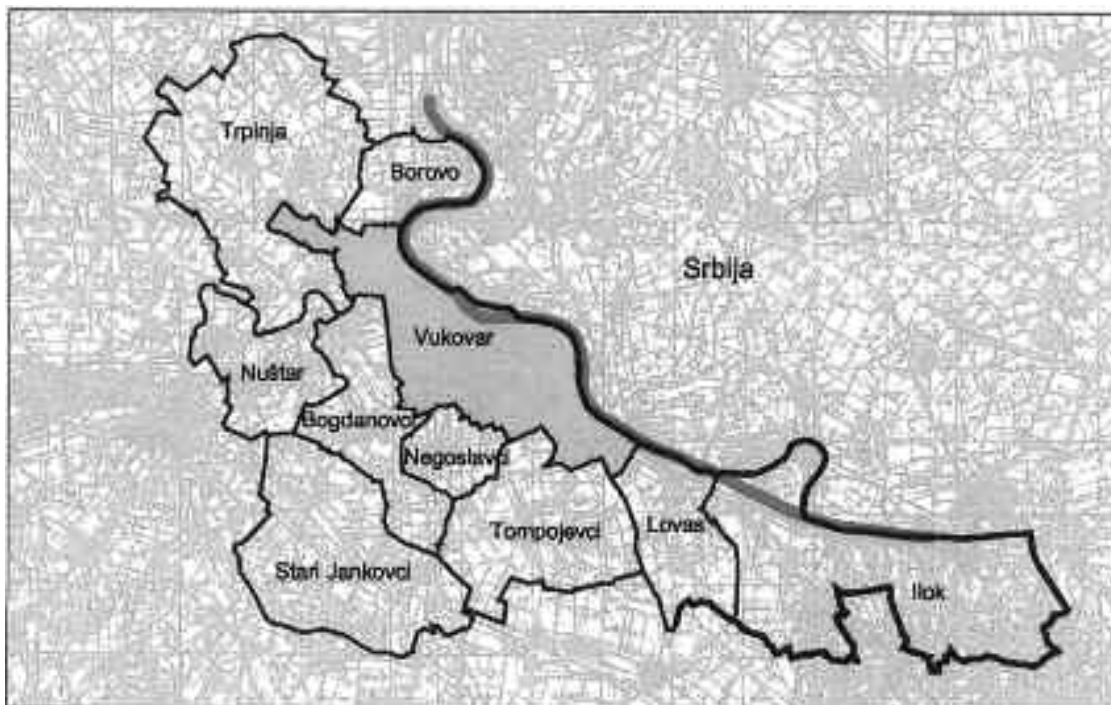 Trpinja
Borovo
Srbija
Vukovar
Nuštar
Bogdanovci
Negoslavci
Tompojevci
Lovas
Stari Jankovci
Ilok